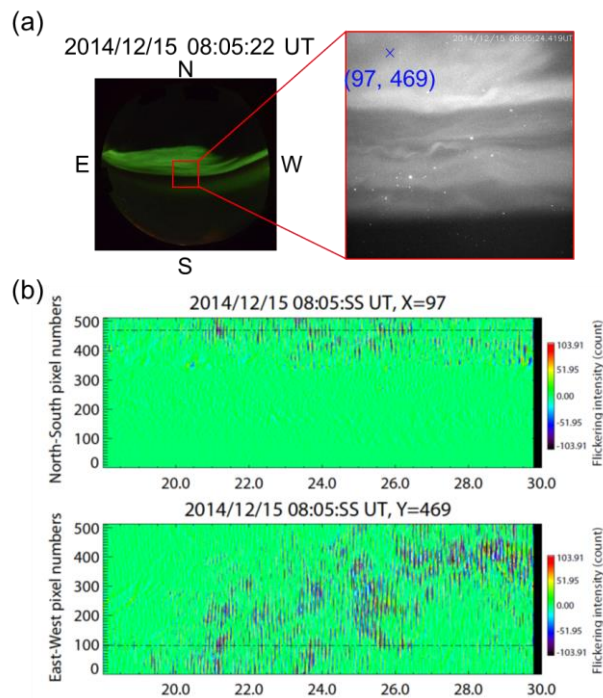 (a)
2014/12/15 08:05:22 UT
N
E
W
S
2014/12/15 08:05:24.419UT
×
(97, 469)
(b)
2014/12/15 08:05:SS UT, X=97
North-South pixel numbers
500
400
300
200
100
0
20.0 22.0 24.0 26.0 28.0 30.0
103.91
51.95
0.00
-51.95
-103.91
Flickering intensity (count)
2014/12/15 08:05:SS UT, Y=469
East-West pixel numbers
500
400
300
200
100
0
20.0 22.0 24.0 26.0 28.0 30.0
103.91
51.95
0.00
-51.95
-103.91
Flickering intensity (count)